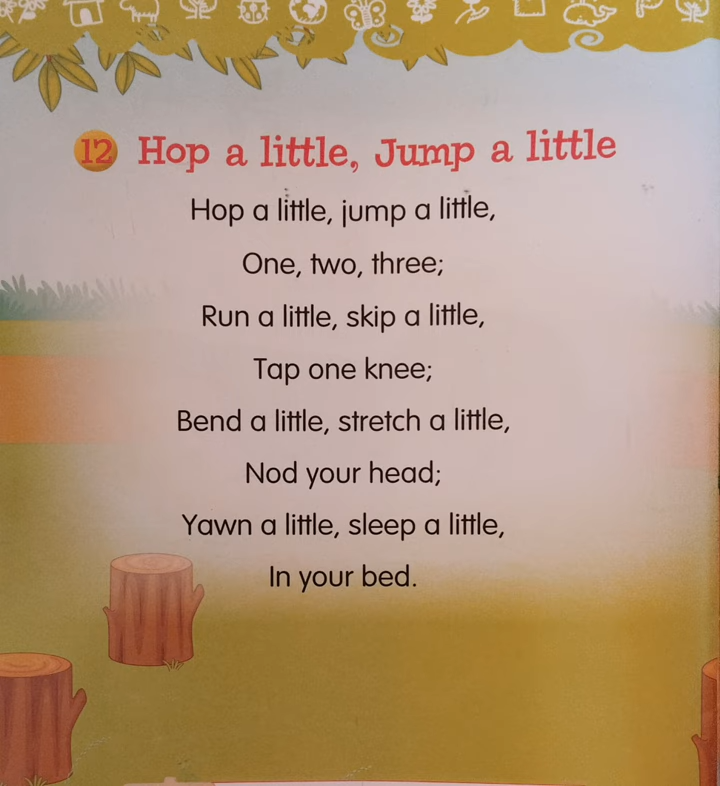 12 Hop a little, Jump a little
Hop a little, jump a little,
One, two, three;
Run a little, skip a little,
Tap one knee;
Bend a little, stretch a little,
Nod your head;
Yawn a little, sleep a little,
In your bed.